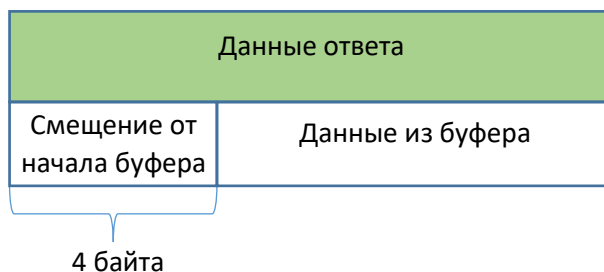 Данные ответа
Смещение от
начала буфера
Данные из буфера
4 байта